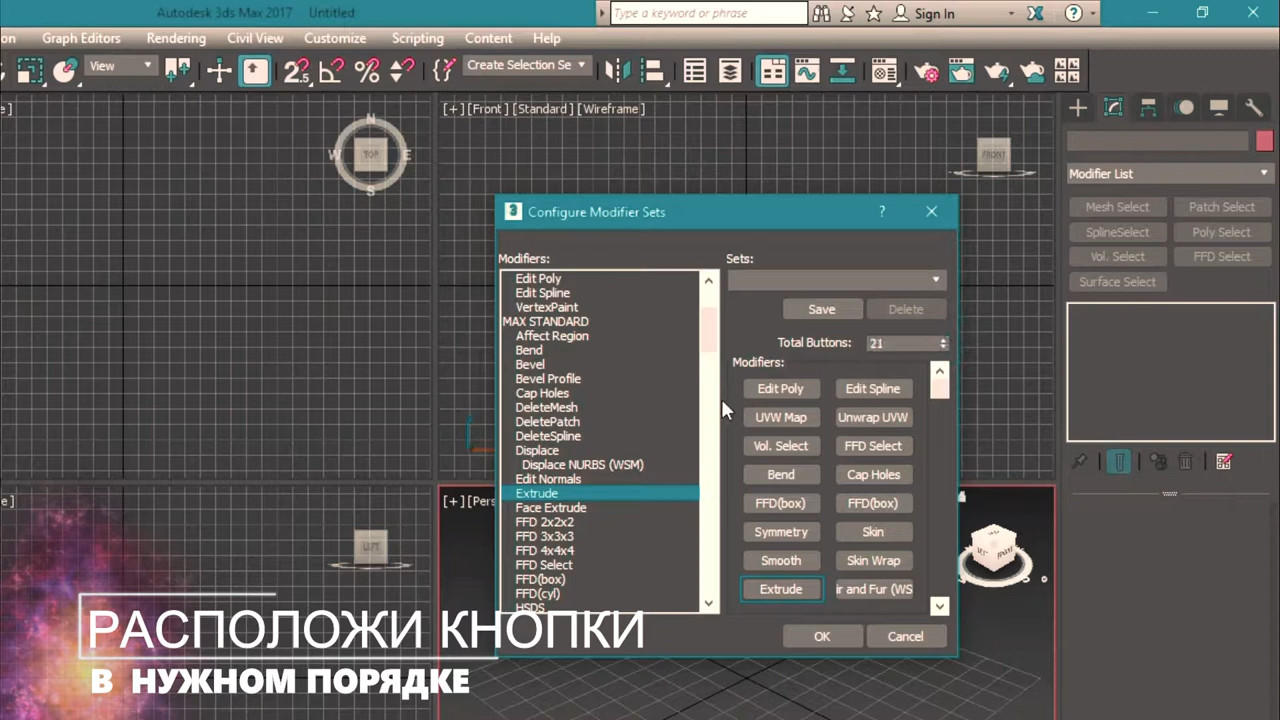 Autodesk 3ds Max 2017 Untitled
Type a keyword or phrase
Sign In
on Graph Editors Rendering Civil View Customize Scripting Content Help
View
2.5
Create Selection Se
[+][Front][Standard][Wireframe]
N
W TOP E
S
FRONT
Modifier List
Mesh Select Patch Select
SplineSelect Poly Select
Vol. Select FFD Select
Surface Select
Configure Modifier Sets
Modifiers:
Edit Poly
Edit Spline
VertexPaint
MAX STANDARD
Affect Region
Bend
Bevel
Bevel Profile
Cap Holes
DeleteMesh
DeletePatch
DeleteSpline
Displace
Displace NURBS (WSM)
Edit Normals
Extrude
Face Extrude
FFD 2x2x2
FFD 3x3x3
FFD 4x4x4
FFD Select
FFD(box)
FFD(cyl)
HSDS
Sets:
Save Delete
Total Buttons: 21
Modifiers:
Edit Poly Edit Spline
UVW Map Unwrap UVW
Vol. Select FFD Select
Bend Cap Holes
FFD(box) FFD(box)
Symmetry Skin
Smooth Skin Wrap
Extrude ir and Fur (WS
OK Cancel
[+][Pers
LEFT
РАСПОЛОЖИ КНОПКИ
В НУЖНОМ ПОРЯДКЕ